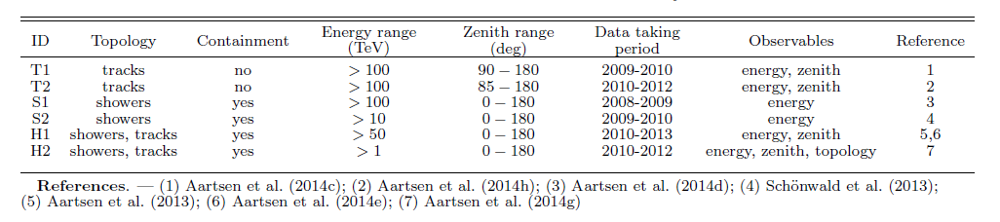 ID Topology Containment Energy range (TeV) Zenith range (deg) Data taking period Observables Reference
T1 tracks no > 100 90 − 180 2009-2010 energy, zenith 1
T2 tracks no > 100 85 − 180 2010-2012 energy, zenith 2
S1 showers yes > 100 0 − 180 2008-2009 energy 3
S2 showers yes > 10 0 − 180 2009-2010 energy 4
H1 showers, tracks yes > 50 0 − 180 2010-2013 energy, zenith 5,6
H2 showers, tracks yes > 1 0 − 180 2010-2012 energy, zenith, topology 7
References. — (1) Aartsen et al. (2014c); (2) Aartsen et al. (2014h); (3) Aartsen et al. (2014d); (4) Schönwald et al. (2013);
(5) Aartsen et al. (2013); (6) Aartsen et al. (2014e); (7) Aartsen et al. (2014g)